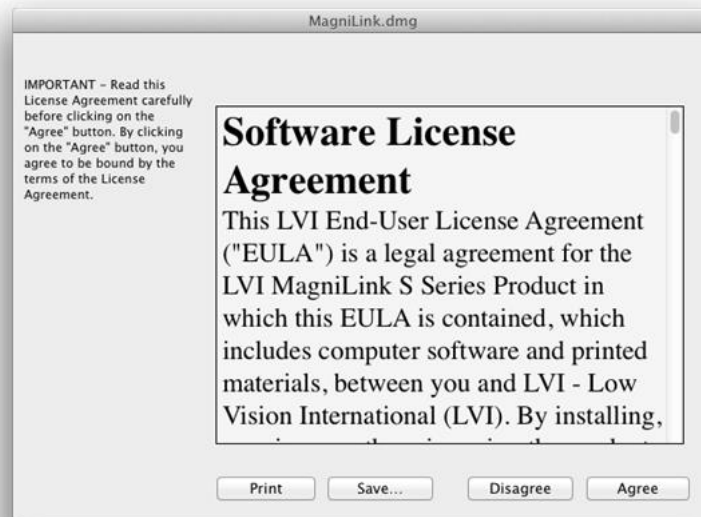 MagniLink.dmg
IMPORTANT – Read this
License Agreement carefully
before clicking on the
"Agree" button. By clicking
on the "Agree" button, you
agree to be bound by the
terms of the License
Agreement.
Software License
Agreement
This LVI End-User License Agreement
("EULA") is a legal agreement for the
LVI MagniLink S Series Product in
which this EULA is contained, which
includes computer software and printed
materials, between you and LVI - Low
Vision International (LVI). By installing,
Print
Save...
Disagree
Agree